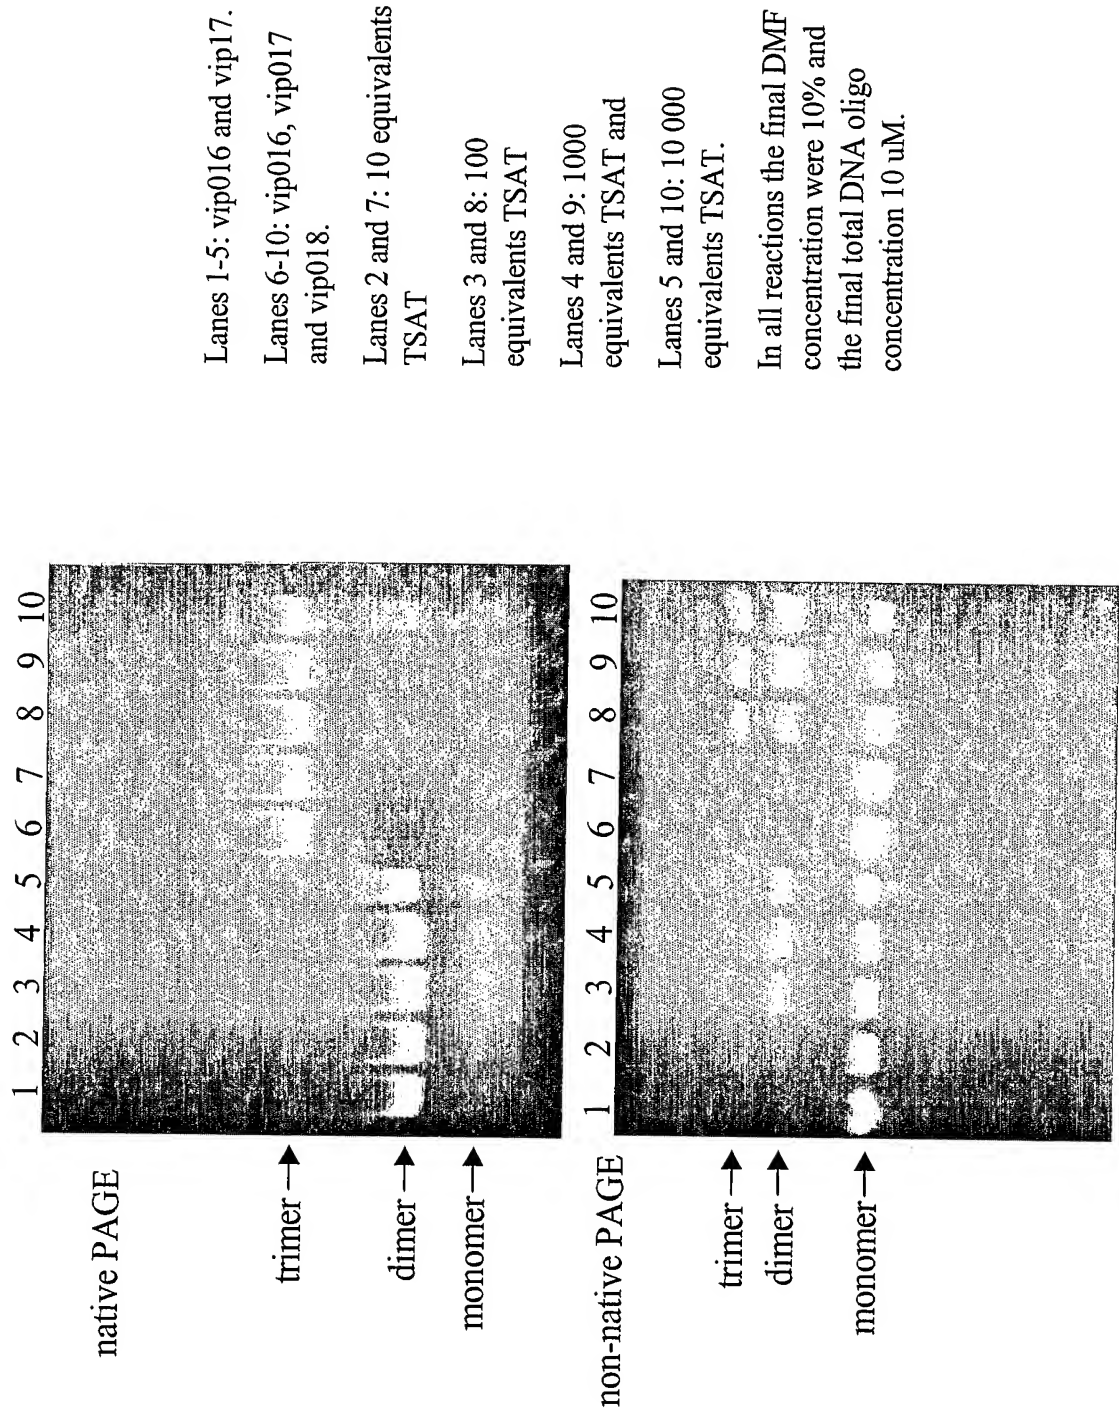 native PAGE
1 2 3 4 5 6 7 8 9 10
trimer
dimer
monomer
non-native PAGE
1 2 3 4 5 6 7 8 9 10
trimer
dimer
monomer
Lanes 1-5: vip016 and vip17.
Lanes 6-10: vip016, vip017
and vip018.
Lanes 2 and 7: 10 equivalents
TSAT
Lanes 3 and 8: 100
equivalents TSAT
Lanes 4 and 9: 1000
equivalents TSAT and
Lanes 5 and 10: 10 000
equivalents TSAT.
In all reactions the final DMF
concentration were 10% and
the final total DNA oligo
concentration 10 uM.